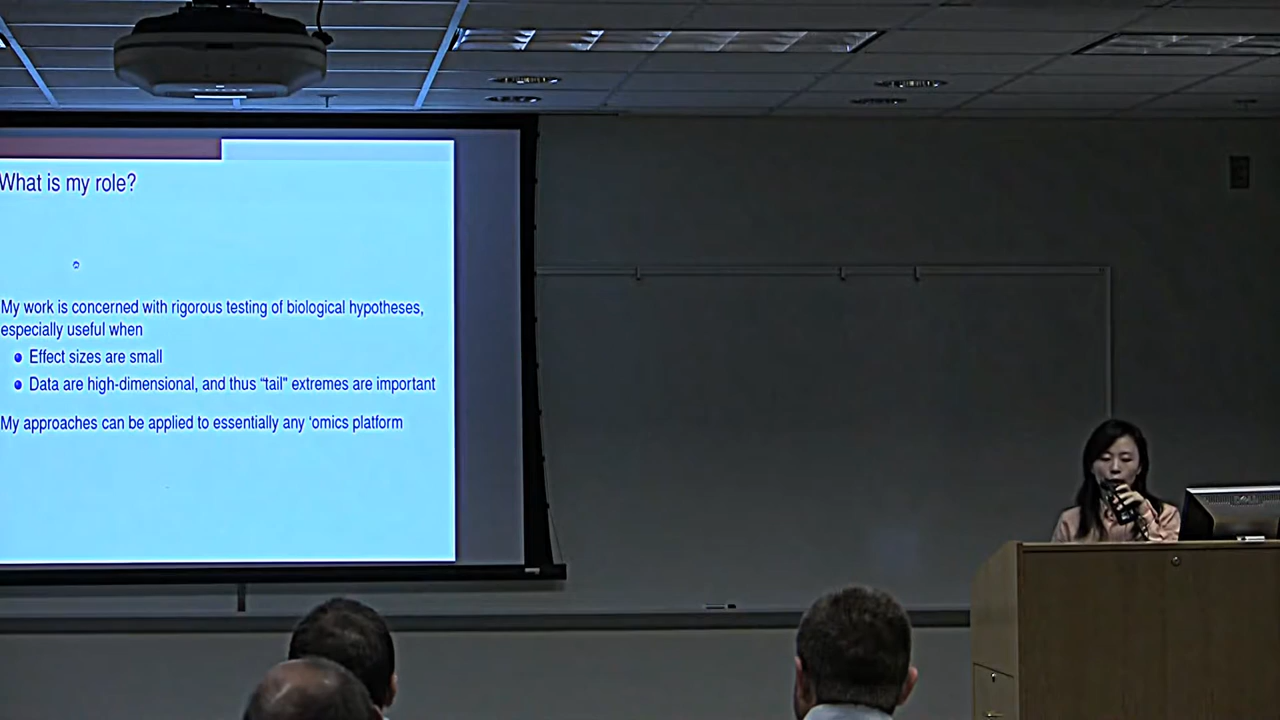 What is my role?
My work is concerned with rigorous testing of biological hypotheses,
especially useful when
Effect sizes are small
Data are high-dimensional, and thus “tail” extremes are important
My approaches can be applied to essentially any ‘omics platform